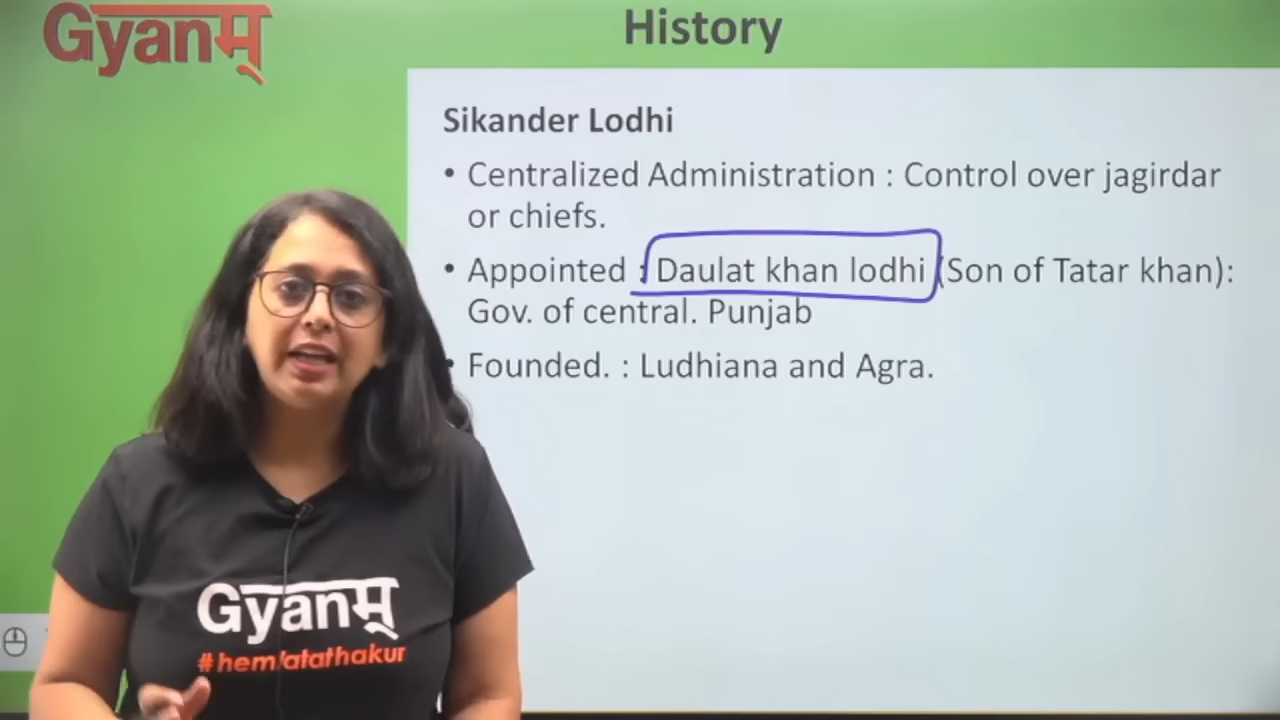 Gyanम्
History
Sikander Lodhi
• Centralized Administration : Control over jagirdar
or chiefs.
• Appointed : Daulat khan lodhi (Son of Tatar khan):
Gov. of central. Punjab
• Founded. : Ludhiana and Agra.
Gyanम्
#hemlatathakur